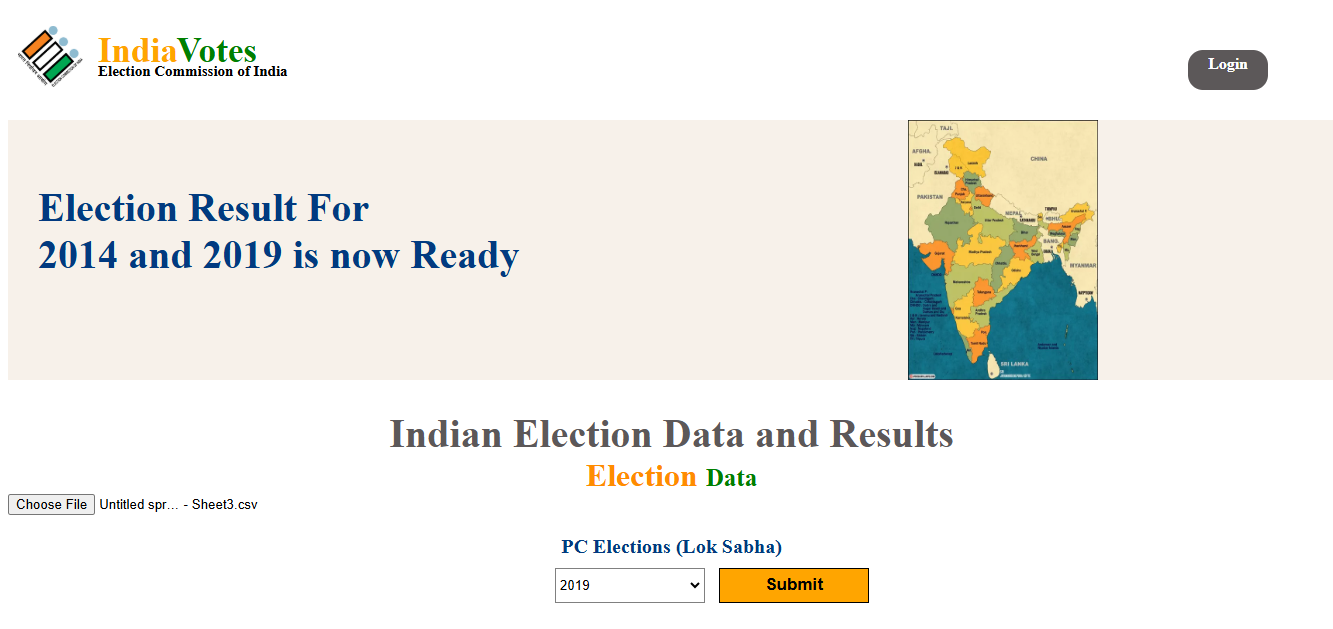 IndiaVotes
Election Commission of India
Login
Election Result For
2014 and 2019 is now Ready
TAJI.
AFGHA.
CHINA
PAKISTAN
NEPAL
BHU.
BANG.
MYANMAR
SRI LANKA
Indian Election Data and Results
Election Data
Choose File Untitled spr... - Sheet3.csv
PC Elections (Lok Sabha)
2019
Submit